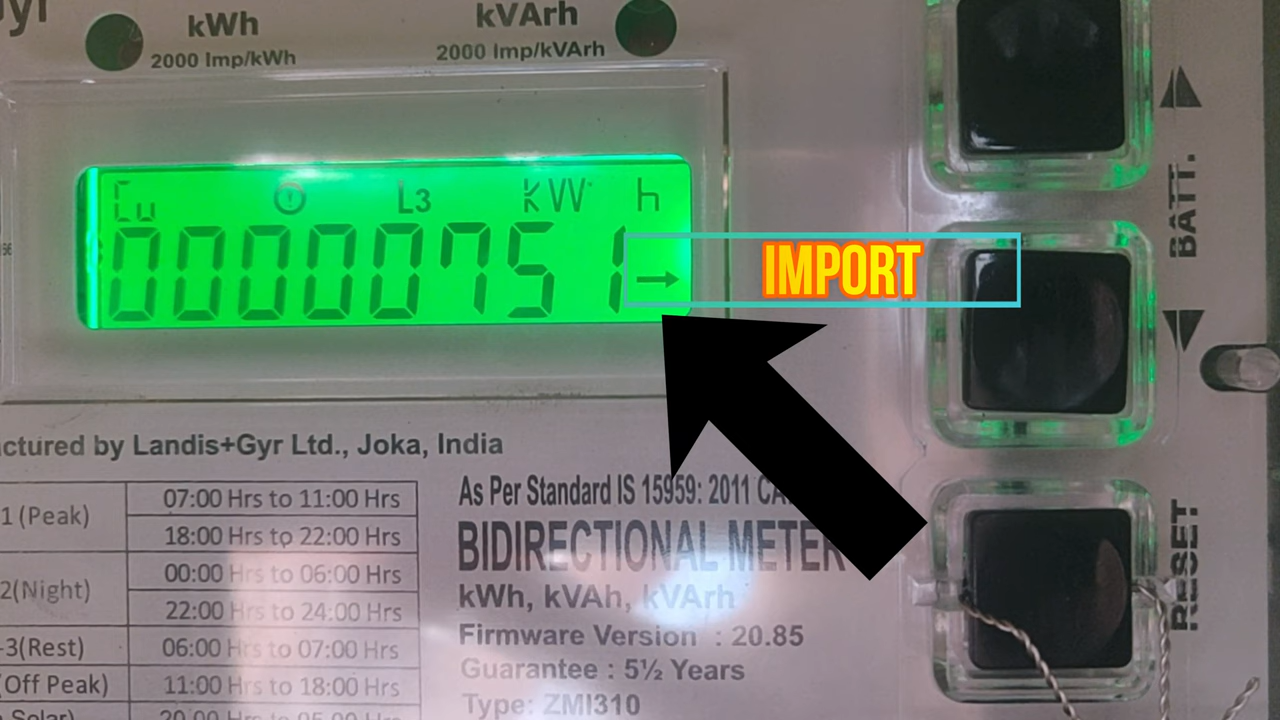 Gyr
kWh
2000 Imp/kWh
kVArh
2000 Imp/kVArh
Cu L3 kW h
00000751 →
IMPORT
BATT.
RESET
Landis+Gyr Ltd., Joka, India
1 (Peak) 07:00 Hrs to 11:00 Hrs
18:00 Hrs to 22:00 Hrs
2(Night) 00:00 Hrs to 06:00 Hrs
22:00 Hrs to 24:00 Hrs
-3(Rest) 06:00 Hrs to 07:00 Hrs
(Off Peak) 11:00 Hrs to 18:00 Hrs
Solar)
As Per Standard IS 15959: 2011
BIDIRECTIONAL METER
kWh, kVAh, kVArh
Firmware Version : 20.85
Guarantee : 5½ Years
Type: ZMI310